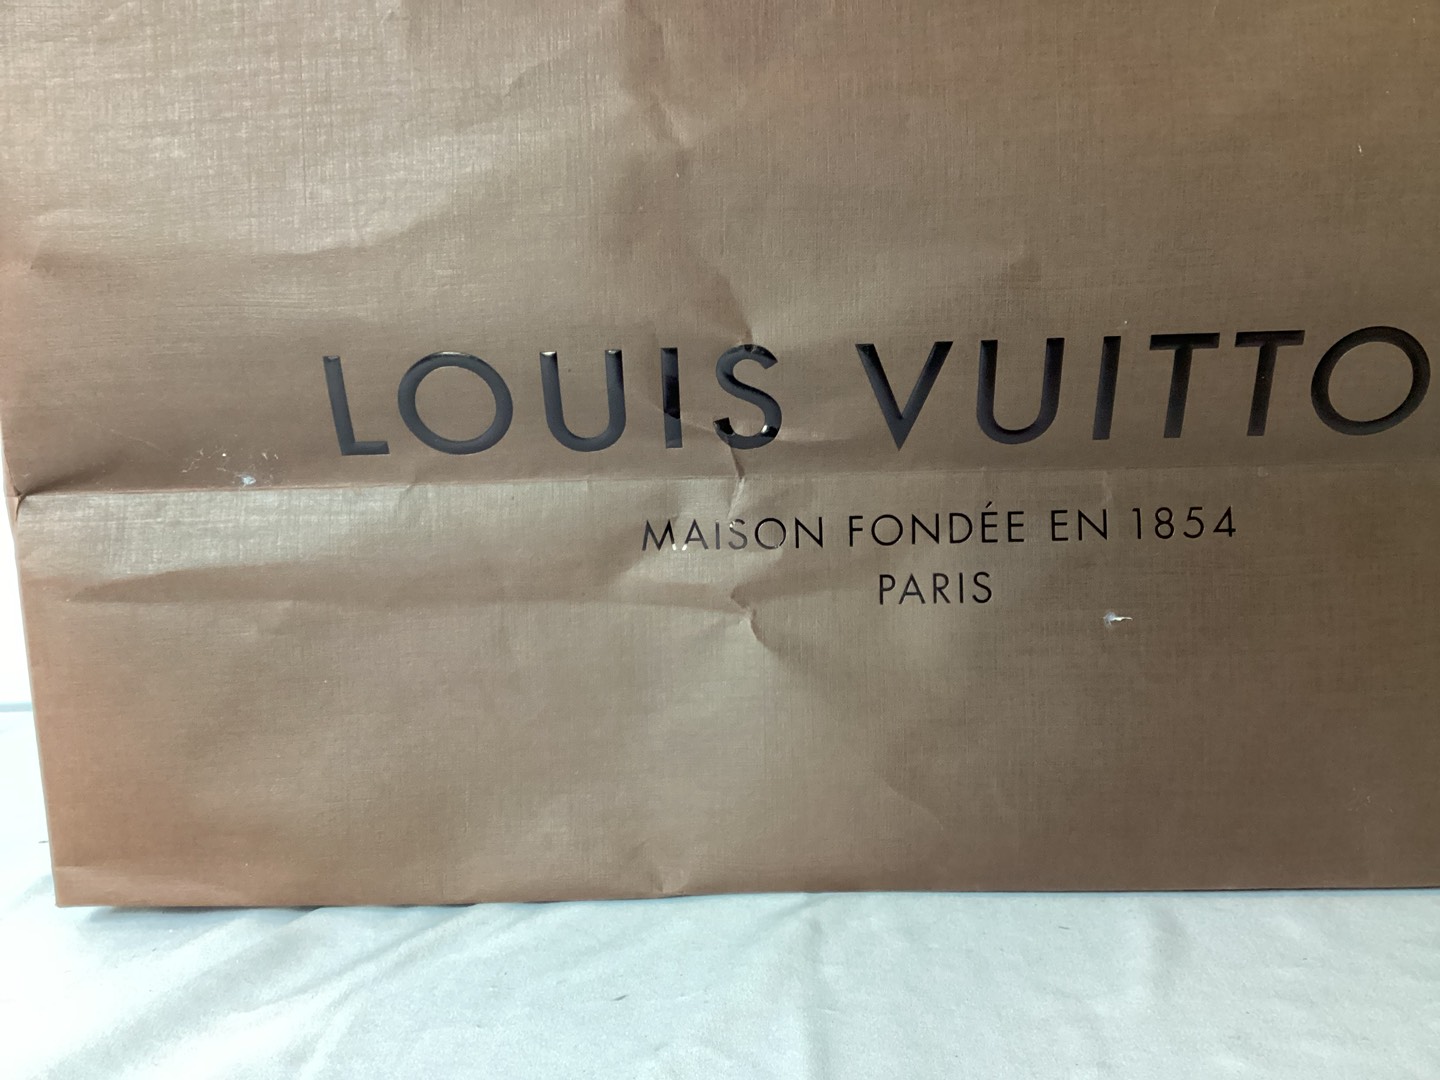 LOUIS VUITTO
MAISON FONDÉE EN 1854
PARIS